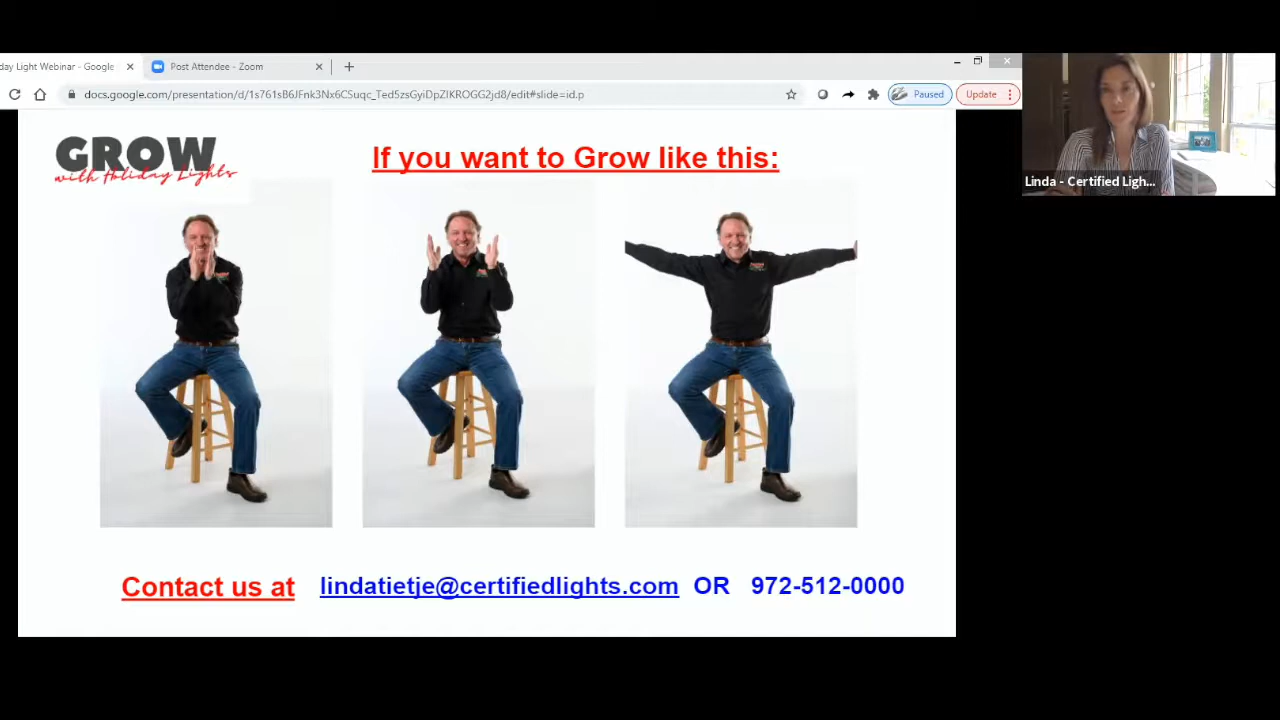 day Light Webinar - Google
Post Attendee - Zoom
docs.google.com/presentation/d/1s761sB6JFnk3Nx6CSuqc_Ted5zsGyiDpZIKROGG2jd8/edit#slide=id.p
Paused
Update
Linda - Certified Ligh...
GROW
with Holiday Lights
If you want to Grow like this:
Contact us at lindatietje@certifiedlights.com OR 972-512-0000